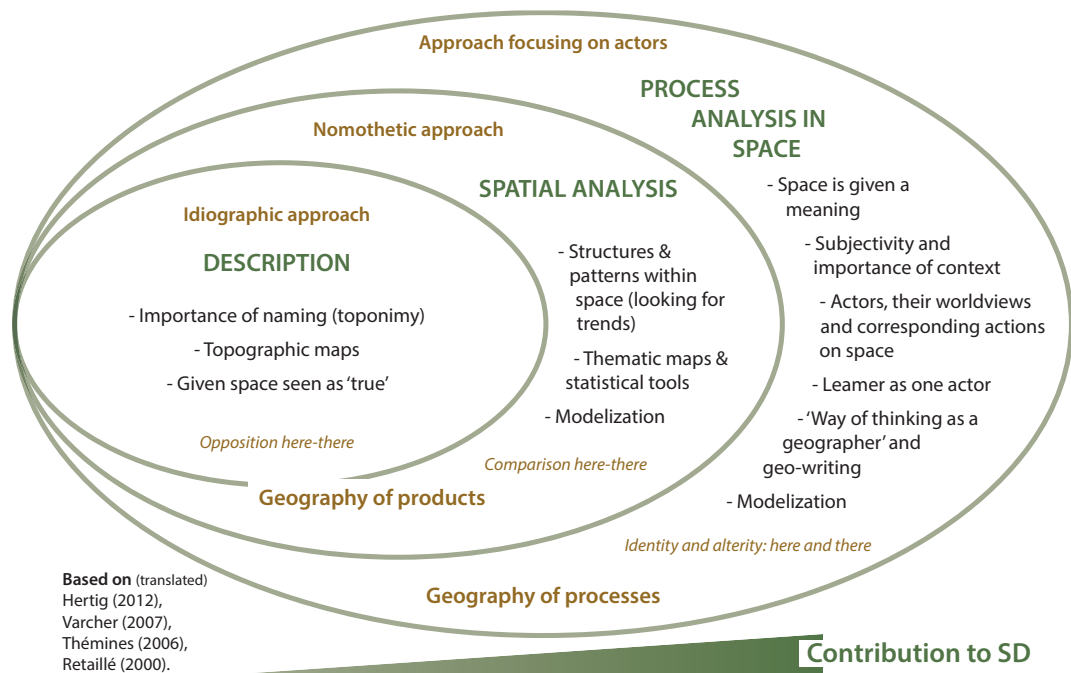 Approach focusing on actors
PROCESS
ANALYSIS IN
SPACE
- Space is given a
meaning
- Subjectivity and
importance of context
- Actors, their worldviews
and corresponding actions
on space
- Learner as one actor
- ‘Way of thinking as a
geographer’ and
geo-writing
- Modelization
Identity and alterity: here and there
Geography of processes
Nomothetic approach
SPATIAL ANALYSIS
- Structures &
patterns within
space (looking for
trends)
- Thematic maps &
statistical tools
- Modelization
Comparison here-there
Idiographic approach
DESCRIPTION
- Importance of naming (toponimy)
- Topographic maps
- Given space seen as ‘true’
Opposition here-there
Geography of products
Based on (translated)
Hertig (2012),
Varcher (2007),
Thémines (2006),
Retaillé (2000).
Contribution to SD